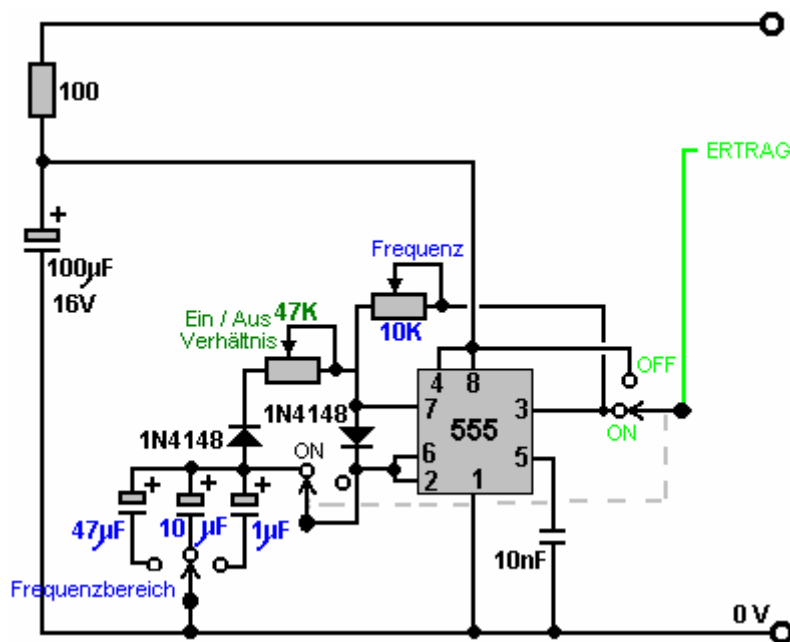 100
ERTRAG
+
100µF
16V
Frequenz
10K
Ein / Aus 47K
Verhältnis
OFF
4 8
1N4148
7
555
3
ON
1N4148
ON
6
2
1
5
+
+
+
47µF
10 µF
1µF
10nF
Frequenzbereich
0 V